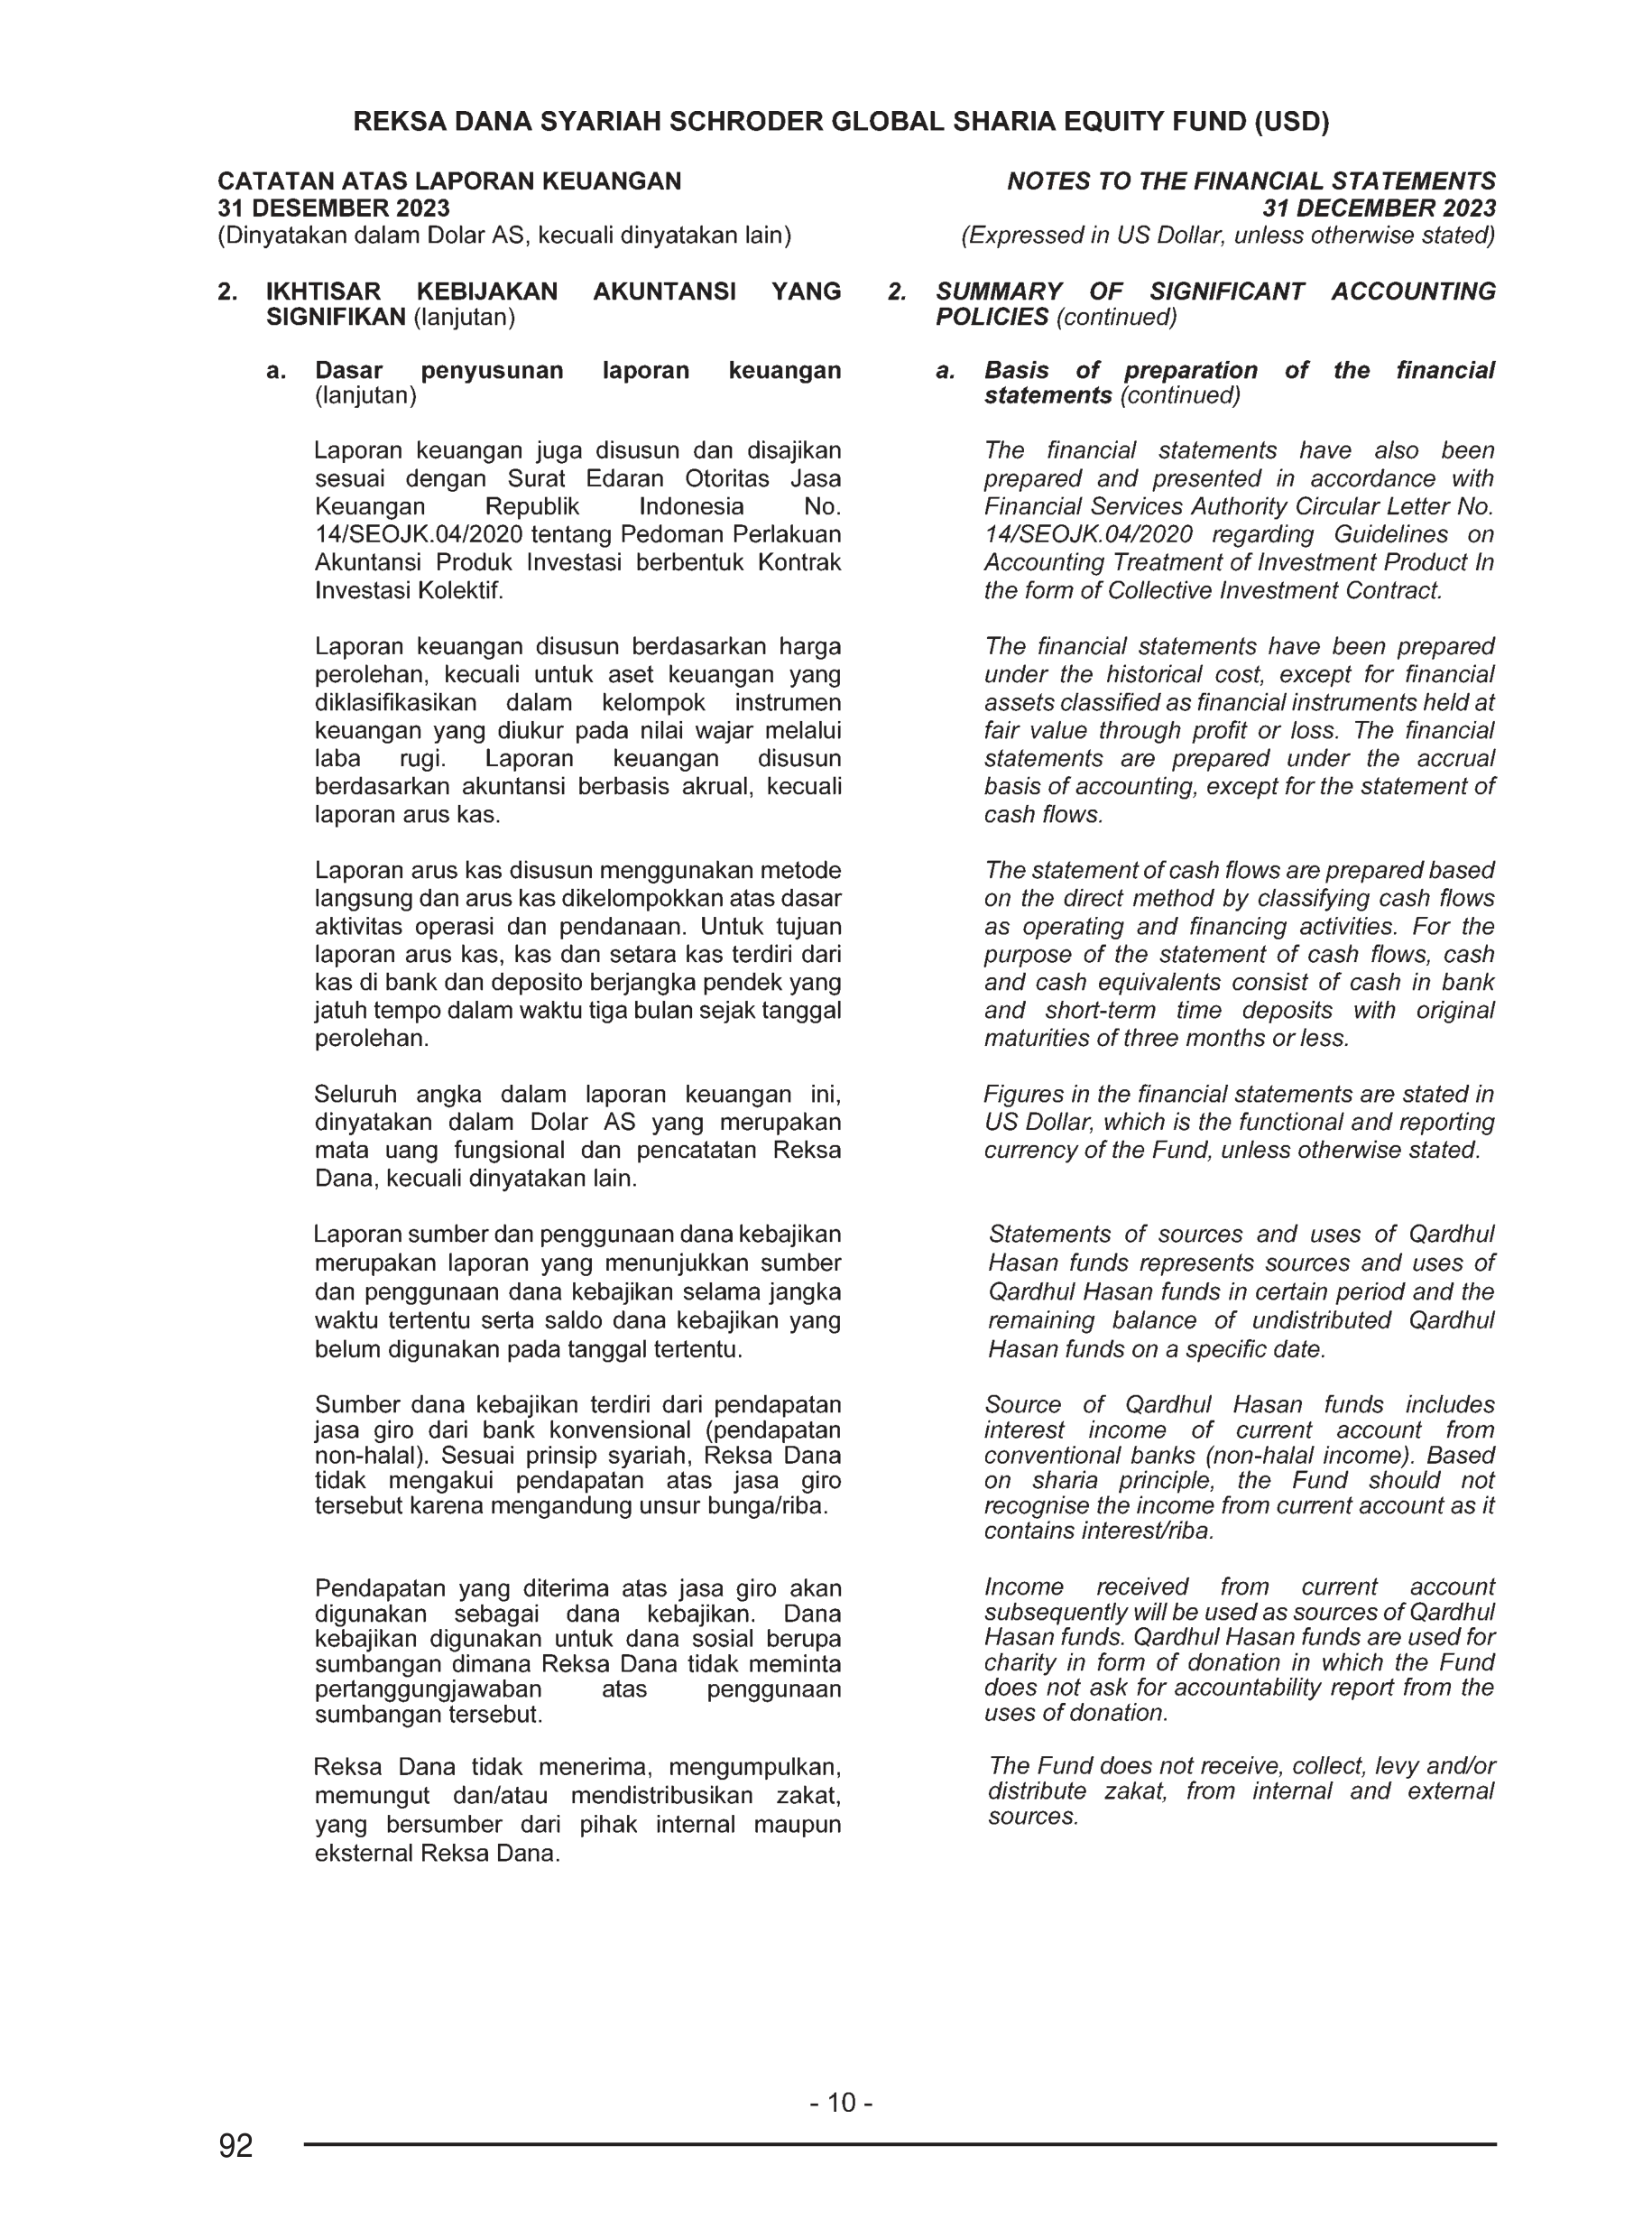 REKSA DANA SYARIAH SCHRODER GLOBAL SHARIA EQUITY FUND (USD)
CATATAN ATAS LAPORAN KEUANGAN
31 DESEMBER 2023
(Dinyatakan dalam Dolar AS, kecuali dinyatakan lain)
NOTES TO THE FINANCIAL STATEMENTS
31 DECEMBER 2023
(Expressed in US Dollar, unless otherwise stated)
2. IKHTISAR KEBIJAKAN AKUNTANSI YANG
SIGNIFIKAN (lanjutan)
a. Dasar penyusunan laporan keuangan
(lanjutan)
Laporan keuangan juga disusun dan disajikan
sesuai dengan Surat Edaran Otoritas Jasa
Keuangan Republik Indonesia No.
14/SEOJK.04/2020 tentang Pedoman Perlakuan
Akuntansi Produk Investasi berbentuk Kontrak
Investasi Kolektif.
Laporan keuangan disusun berdasarkan harga
perolehan, kecuali untuk aset keuangan yang
diklasifikasikan dalam kelompok instrumen
keuangan yang diukur pada nilai wajar melalui
laba rugi. Laporan keuangan disusun
berdasarkan akuntansi berbasis akrual, kecuali
laporan arus kas.
Laporan arus kas disusun menggunakan metode
langsung dan arus kas dikelompokkan atas dasar
aktivitas operasi dan pendanaan. Untuk tujuan
laporan arus kas, kas dan setara kas terdiri dari
kas di bank dan deposito berjangka pendek yang
jatuh tempo dalam waktu tiga bulan sejak tanggal
perolehan.
Seluruh angka dalam laporan keuangan ini,
dinyatakan dalam Dolar AS yang merupakan
mata uang fungsional dan pencatatan Reksa
Dana, kecuali dinyatakan lain.
Laporan sumber dan penggunaan dana kebajikan
merupakan laporan yang menunjukkan sumber
dan penggunaan dana kebajikan selama jangka
waktu tertentu serta saldo dana kebajikan yang
belum digunakan pada tanggal tertentu.
Sumber dana kebajikan terdiri dari pendapatan
jasa giro dari bank konvensional (pendapatan
non-halal). Sesuai prinsip syariah, Reksa Dana
tidak mengakui pendapatan atas jasa giro
tersebut karena mengandung unsur bunga/riba.
Pendapatan yang diterima atas jasa giro akan
digunakan sebagai dana kebajikan. Dana
kebajikan digunakan untuk dana sosial berupa
sumbangan dimana Reksa Dana tidak meminta
pertanggungjawaban atas penggunaan
sumbangan tersebut.
Reksa Dana tidak menerima, mengumpulkan,
memungut dan/atau mendistribusikan zakat,
yang bersumber dari pihak internal maupun
eksternal Reksa Dana.
2. SUMMARY OF SIGNIFICANT ACCOUNTING
POLICIES (continued)
a. Basis of preparation of the financial
statements (continued)
The financial statements have also been
prepared and presented in accordance with
Financial Services Authority Circular Letter No.
14/SEOJK.04/2020 regarding Guidelines on
Accounting Treatment of Investment Product In
the form of Collective Investment Contract.
The financial statements have been prepared
under the historical cost, except for financial
assets classified as financial instruments held at
fair value through profit or loss. The financial
statements are prepared under the accrual
basis of accounting, except for the statement of
cash flows.
The statement of cash flows are prepared based
on the direct method by classifying cash flows
as operating and financing activities. For the
purpose of the statement of cash flows, cash
and cash equivalents consist of cash in bank
and short-term time deposits with original
maturities of three months or less.
Figures in the financial statements are stated in
US Dollar, which is the functional and reporting
currency of the Fund, unless otherwise stated.
Statements of sources and uses of Qardhul
Hasan funds represents sources and uses of
Qardhul Hasan funds in certain period and the
remaining balance of undistributed Qardhul
Hasan funds on a specific date.
Source of Qardhul Hasan funds includes
interest income of current account from
conventional banks (non-halal income). Based
on sharia principle, the Fund should not
recognise the income from current account as it
contains interest/riba.
Income received from current account
subsequently will be used as sources of Qardhul
Hasan funds. Qardhul Hasan funds are used for
charity in form of donation in which the Fund
does not ask for accountability report from the
uses of donation.
The Fund does not receive, collect, levy and/or
distribute zakat, from internal and external
sources.
- 10 -
92